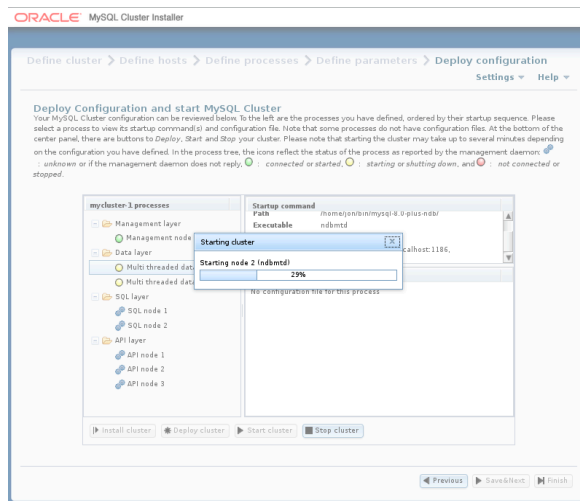 ORACLE® MySQL Cluster Installer
Define cluster > Define hosts > Define processes > Define parameters > Deploy configuration
Settings Help
Deploy Configuration and start MySQL Cluster
Your MySQL Cluster configuration can be reviewed below. To the left are the processes you have defined, ordered by their startup sequence. Please
select a process to view its startup command(s) and configuration file. Note that some processes do not have configuration files. At the bottom of the
center panel, there are buttons to Deploy, Start and Stop your cluster. Please note that starting the cluster may take up to several minutes depending
on the configuration you have defined. In the process tree, the icons reflect the status of the process as reported by the management daemon:
: unknown or if the management daemon does not reply, : connected or started, : starting or shutting down, and : not connected or
stopped.
mycluster-1 processes
Management layer
Management node
Data layer
Multi threaded dat
Multi threaded dat
SQL layer
SQL node 1
SQL node 2
API layer
API node 1
API node 2
API node 3
Startup command
Path /home/jon/bin/mysql-8.0-plus-ndb/
Executable ndbmtd
calhost:1186,
Starting cluster
Starting node 2 (ndbmtd)
29%
No configuration file for this process
Install cluster Deploy cluster Start cluster Stop cluster
Previous Save&Next Finish